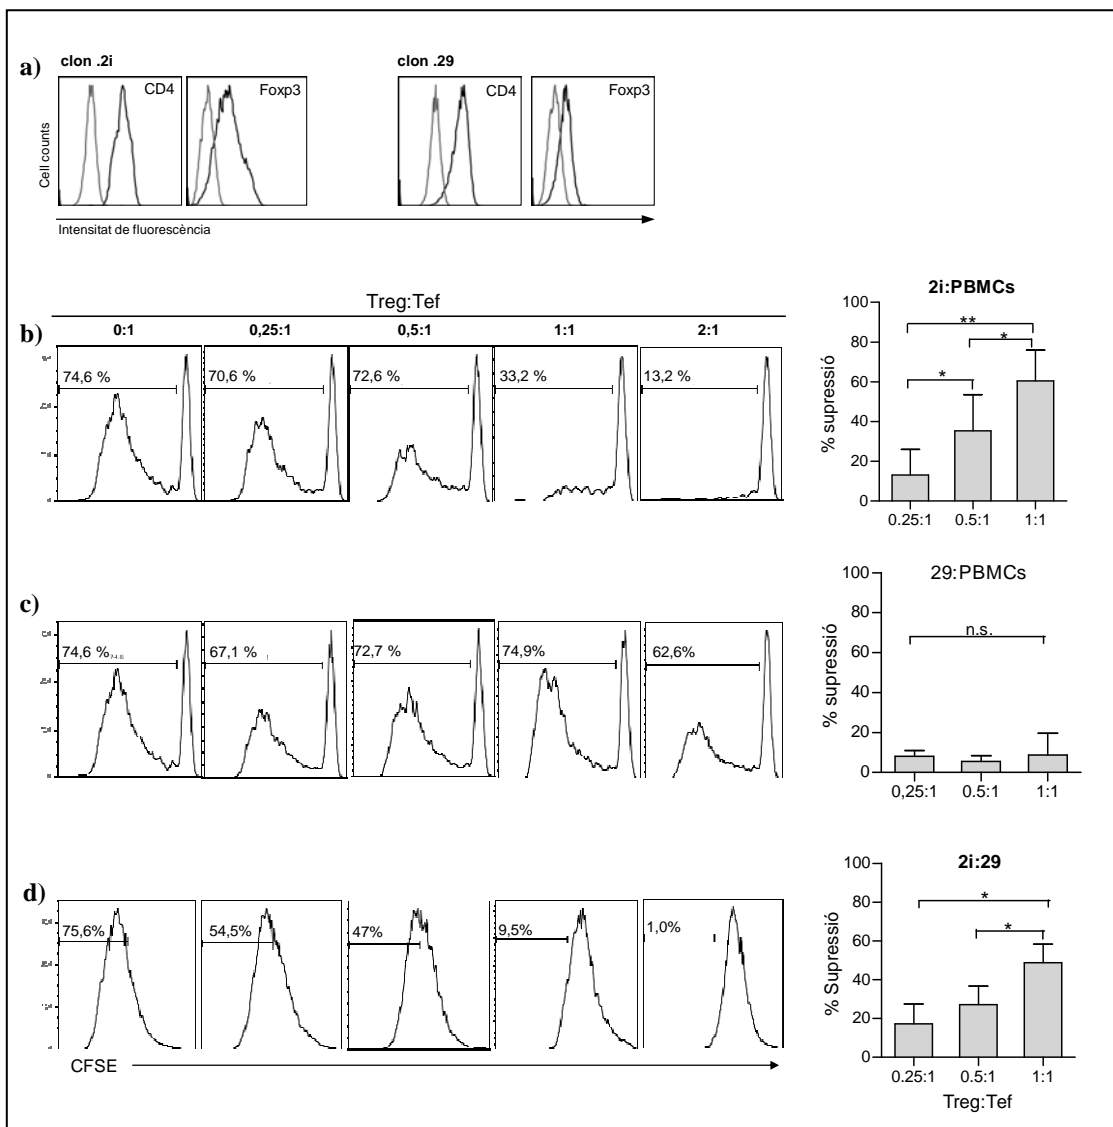 a)
clon .2i
clon .29
CD4
Foxp3
CD4
Foxp3
Cell counts
Intensitat de fluorescència
Treg:Tef
b)
0:1
0,25:1
0,5:1
1:1
2:1
74,6 %
70,6 %
72,6 %
33,2 %
13,2 %
2i:PBMCs
% supressió
100
80
60
40
20
0
**
*
*
0.25:1
0.5:1
1:1
c)
74,6 %
67,1 %
72,7 %
74,9%
62,6%
29:PBMCs
% supressió
100
80
60
40
20
0
n.s.
0,25:1
0.5:1
1:1
d)
75,6%
54,5%
47%
9,5%
1,0%
CFSE
2i:29
% Supressió
100
80
60
40
20
0
*
*
0.25:1
0.5:1
1:1
Treg:Tef